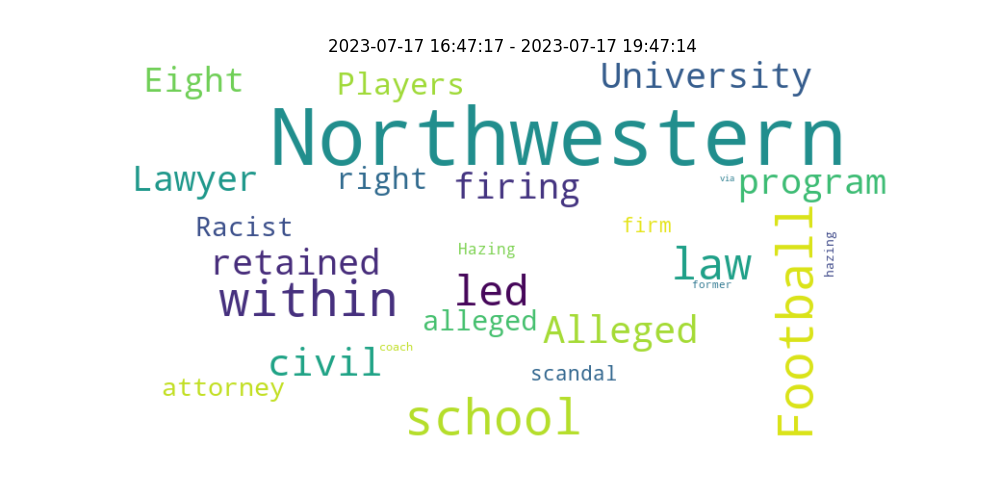 2023-07-17 16:47:17 - 2023-07-17 19:47:14
Eight
Players
University
Northwestern
Lawyer
right
firing
via
program
Racist
firm
Football
hazing
retained
Hazing
law
within
led
former
alleged
Alleged
civil
coach
attorney
scandal
school